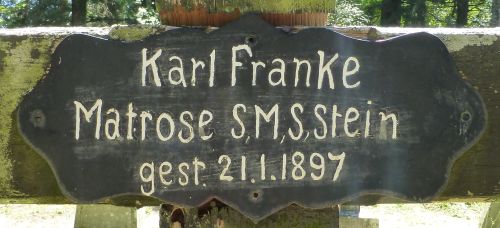 Karl Franke
Matrose S,M,S,Stein
gest. 21.1.1897